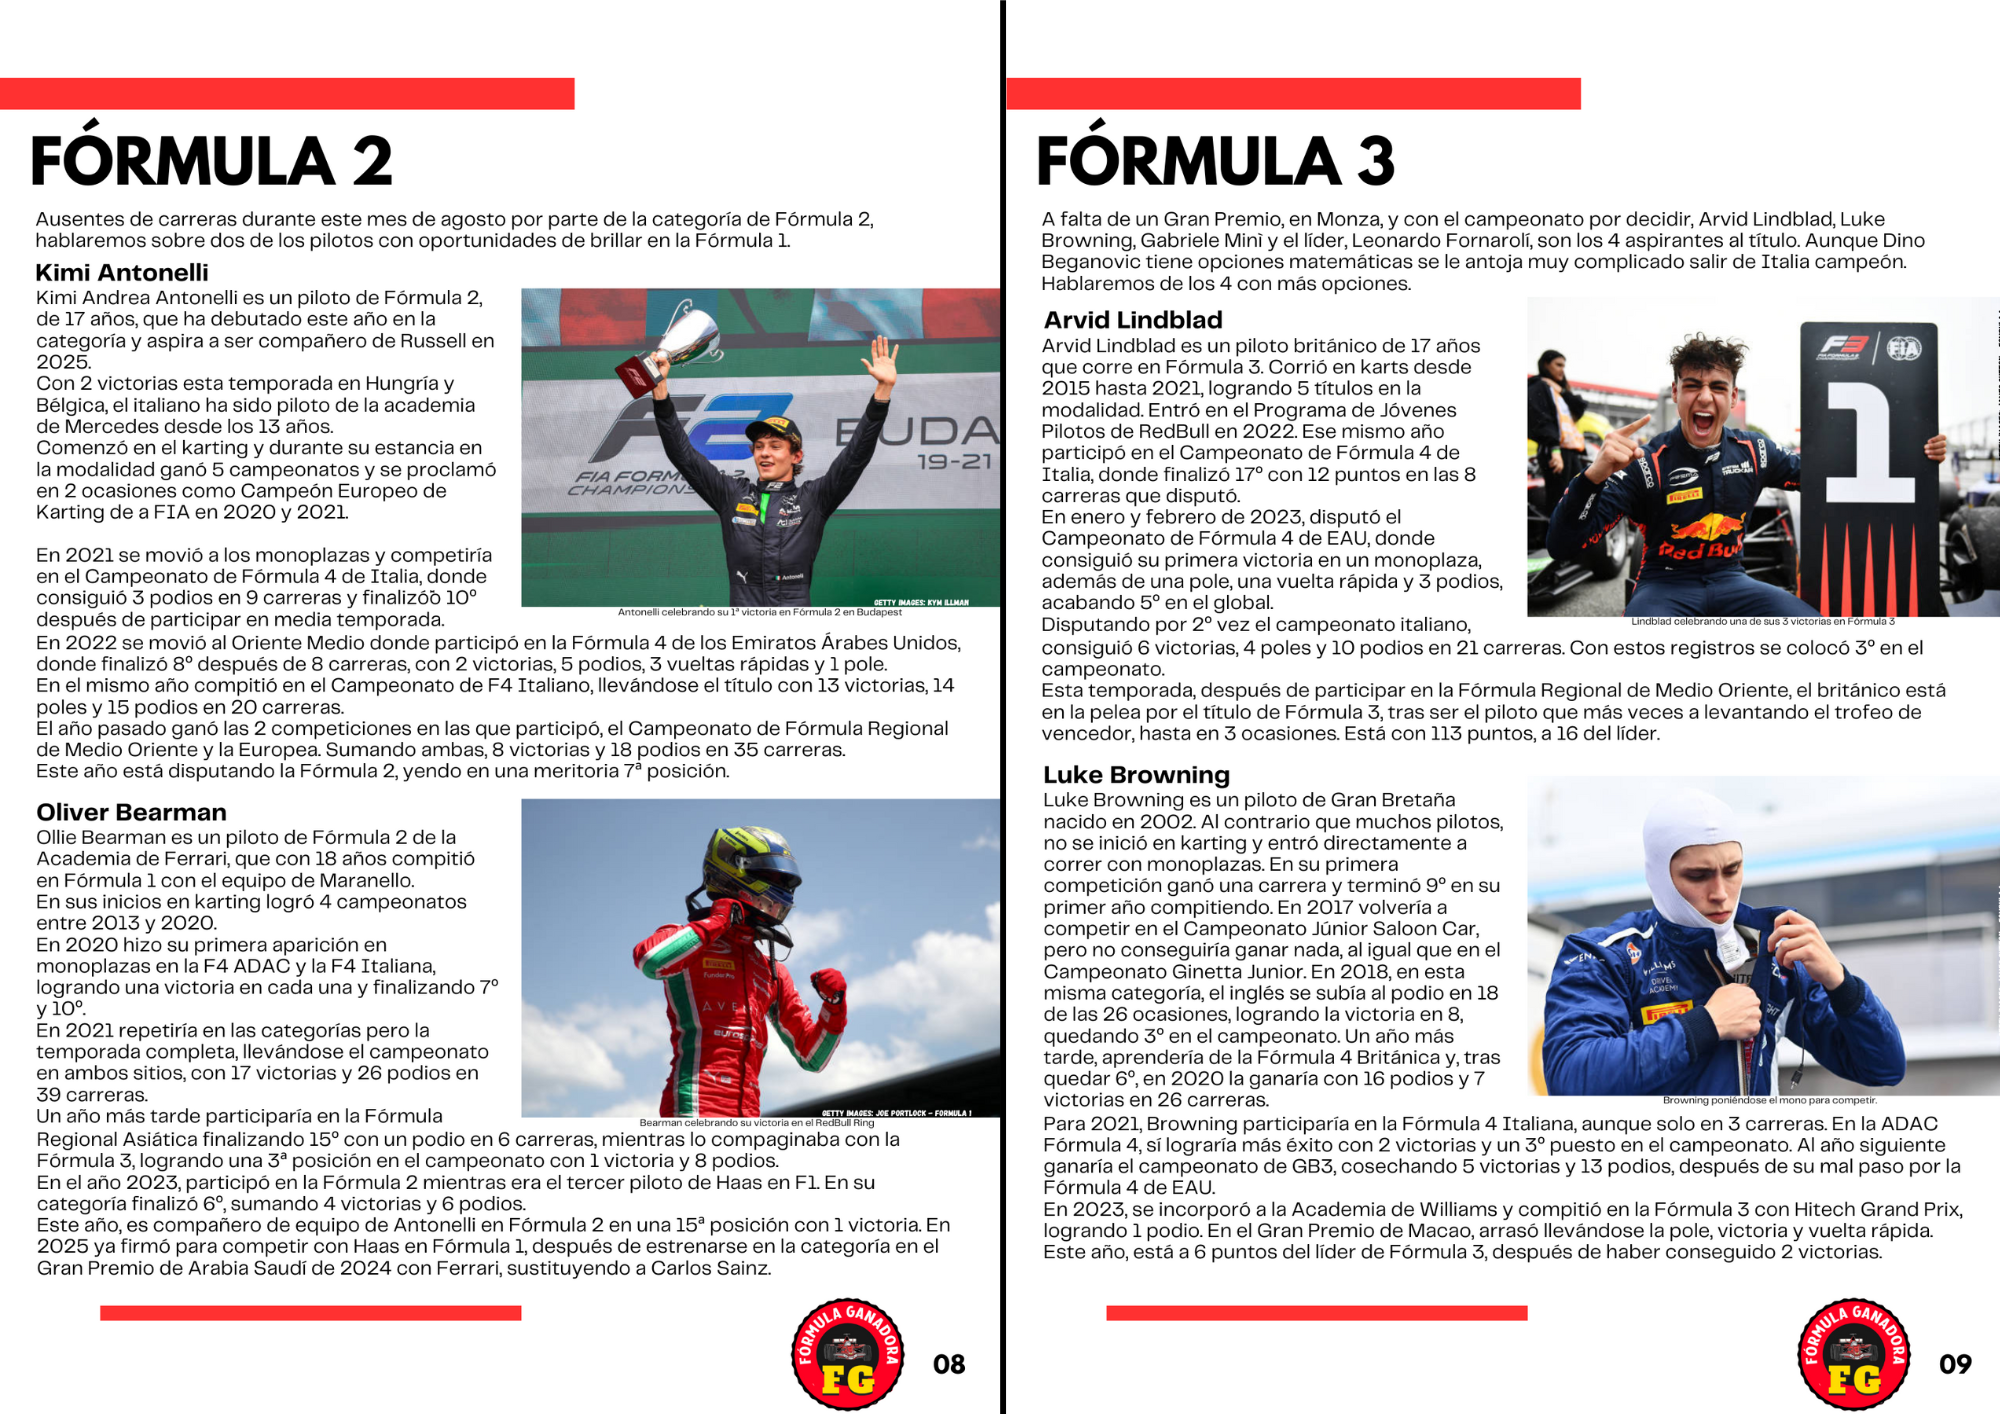 FÓRMULA 2
Ausentes de carreras durante este mes de agosto por parte de la categoría de Fórmula 2,
hablaremos sobre dos de los pilotos con oportunidades de brillar en la Fórmula 1.
Kimi Antonelli
Kimi Andrea Antonelli es un piloto de Fórmula 2,
de 17 años, que ha debutado este año en la
categoría y aspira a ser compañero de Russell en
2025.
Con 2 victorias esta temporada en Hungría y
Bélgica, el italiano ha sido piloto de la academia
de Mercedes desde los 13 años.
Comenzó en el karting y durante su estancia en
la modalidad ganó 5 campeonatos y se proclamó
en 2 ocasiones como Campeón Europeo de
Karting de a FIA en 2020 y 2021.
En 2021 se movió a los monoplazas y competiría
en el Campeonato de Fórmula 4 de Italia, donde
consiguió 3 podios en 9 carreras y finalizóò 10º
después de participar en media temporada.
En 2022 se movió al Oriente Medio donde participó en la Fórmula 4 de los Emiratos Árabes Unidos,
donde finalizó 8º después de 8 carreras, con 2 victorias, 5 podios, 3 vueltas rápidas y 1 pole.
En el mismo año compitió en el Campeonato de F4 Italiano, llevándose el título con 13 victorias, 14
poles y 15 podios en 20 carreras.
El año pasado ganó las 2 competiciones en las que participó, el Campeonato de Fórmula Regional
de Medio Oriente y la Europea. Sumando ambas, 8 victorias y 18 podios en 35 carreras.
Este año está disputando la Fórmula 2, yendo en una meritoria 7ª posición.
F2
BUDA
19-21
FIA FORMULA 2
CHAMPIONS
Antonelli
GETTY IMAGES: KYM ILLMAN
Antonelli celebrando su 1ª victoria en Fórmula 2 en Budapest
Oliver Bearman
Ollie Bearman es un piloto de Fórmula 2 de la
Academia de Ferrari, que con 18 años compitió
en Fórmula 1 con el equipo de Maranello.
En sus inicios en karting logró 4 campeonatos
entre 2013 y 2020.
En 2020 hizo su primera aparición en
monoplazas en la F4 ADAC y la F4 Italiana,
logrando una victoria en cada una y finalizando 7º
y 10º.
En 2021 repetiría en las categorías pero la
temporada completa, llevándose el campeonato
en ambos sitios, con 17 victorias y 26 podios en
39 carreras.
Un año más tarde participaría en la Fórmula
Regional Asiática finalizando 15º con un podio en 6 carreras, mientras lo compaginaba con la
Fórmula 3, logrando una 3ª posición en el campeonato con 1 victoria y 8 podios.
En el año 2023, participó en la Fórmula 2 mientras era el tercer piloto de Haas en F1. En su
categoría finalizó 6º, sumando 4 victorias y 6 podios.
Este año, es compañero de equipo de Antonelli en Fórmula 2 en una 15ª posición con 1 victoria. En
2025 ya firmó para competir con Haas en Fórmula 1, después de estrenarse en la categoría en el
Gran Premio de Arabia Saudí de 2024 con Ferrari, sustituyendo a Carlos Sainz.
GETTY IMAGES: JOE PORTLOCK - FORMULA 1
Bearman celebrando su victoria en el RedBull Ring
FÓRMULA GANADORA
FG
08
FÓRMULA 3
A falta de un Gran Premio, en Monza, y con el campeonato por decidir, Arvid Lindblad, Luke
Browning, Gabriele Minì y el líder, Leonardo Fornarolí, son los 4 aspirantes al título. Aunque Dino
Beganovic tiene opciones matemáticas se le antoja muy complicado salir de Italia campeón.
Hablaremos de los 4 con más opciones.
Arvid Lindblad
Arvid Lindblad es un piloto británico de 17 años
que corre en Fórmula 3. Corrió en karts desde
2015 hasta 2021, logrando 5 títulos en la
modalidad. Entró en el Programa de Jóvenes
Pilotos de RedBull en 2022. Ese mismo año
participó en el Campeonato de Fórmula 4 de
Italia, donde finalizó 17º con 12 puntos en las 8
carreras que disputó.
En enero y febrero de 2023, disputó el
Campeonato de Fórmula 4 de EAU, donde
consiguió su primera victoria en un monoplaza,
además de una pole, una vuelta rápida y 3 podios,
acabando 5º en el global.
Disputando por 2º vez el campeonato italiano,
consiguió 6 victorias, 4 poles y 10 podios en 21 carreras. Con estos registros se colocó 3º en el
campeonato.
Esta temporada, después de participar en la Fórmula Regional de Medio Oriente, el británico está
en la pelea por el título de Fórmula 3, tras ser el piloto que más veces a levantando el trofeo de
vencedor, hasta en 3 ocasiones. Está con 113 puntos, a 16 del líder.
F3
FIA
1
PIRELLI
Red Bull
Lindblad celebrando una de sus 3 victorias en Fórmula 3
Luke Browning
Luke Browning es un piloto de Gran Bretaña
nacido en 2002. Al contrario que muchos pilotos,
no se inició en karting y entró directamente a
correr con monoplazas. En su primera
competición ganó una carrera y terminó 9º en su
primer año compitiendo. En 2017 volvería a
competir en el Campeonato Júnior Saloon Car,
pero no conseguiría ganar nada, al igual que en el
Campeonato Ginetta Junior. En 2018, en esta
misma categoría, el inglés se subía al podio en 18
de las 26 ocasiones, logrando la victoria en 8,
quedando 3º en el campeonato. Un año más
tarde, aprendería de la Fórmula 4 Británica y, tras
quedar 6º, en 2020 la ganaría con 16 podios y 7
victorias en 26 carreras.
Para 2021, Browning participaría en la Fórmula 4 Italiana, aunque solo en 3 carreras. En la ADAC
Fórmula 4, sí lograría más éxito con 2 victorias y un 3º puesto en el campeonato. Al año siguiente
ganaría el campeonato de GB3, cosechando 5 victorias y 13 podios, después de su mal paso por la
Fórmula 4 de EAU.
En 2023, se incorporó a la Academia de Williams y compitió en la Fórmula 3 con Hitech Grand Prix,
logrando 1 podio. En el Gran Premio de Macao, arrasó llevándose la pole, victoria y vuelta rápida.
Este año, está a 6 puntos del líder de Fórmula 3, después de haber conseguido 2 victorias.
PIRELLI
Browning poniéndose el mono para competir.
FÓRMULA GANADORA
FG
09